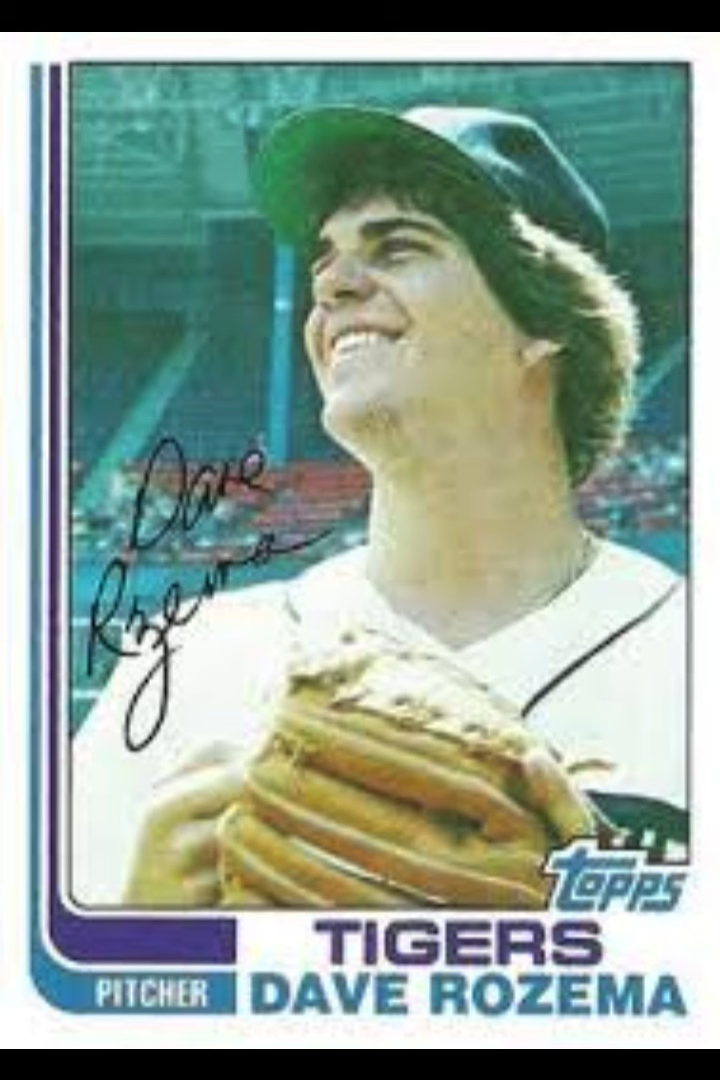 Dave
Rozema
topps
TIGERS
PITCHER
DAVE ROZEMA